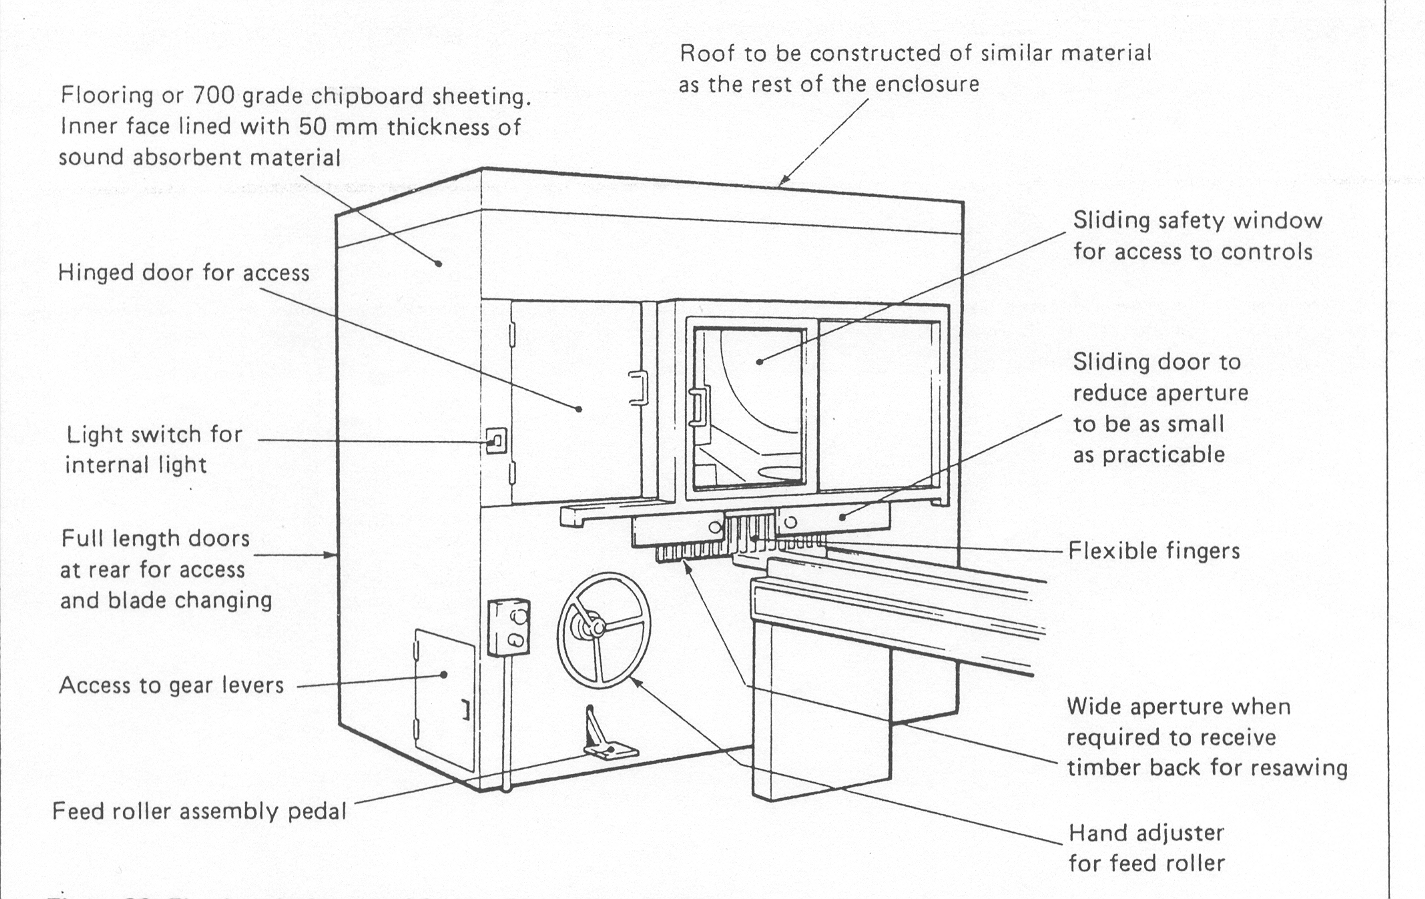 Roof to be constructed of similar material
as the rest of the enclosure
Flooring or 700 grade chipboard sheeting.
Inner face lined with 50 mm thickness of
sound absorbent material
Sliding safety window
for access to controls
Hinged door for access
Sliding door to
reduce aperture
to be as small
as practicable
Light switch for
internal light
Full length doors
at rear for access
and blade changing
Flexible fingers
Access to gear levers
Wide aperture when
required to receive
timber back for resawing
Feed roller assembly pedal
Hand adjuster
for feed roller